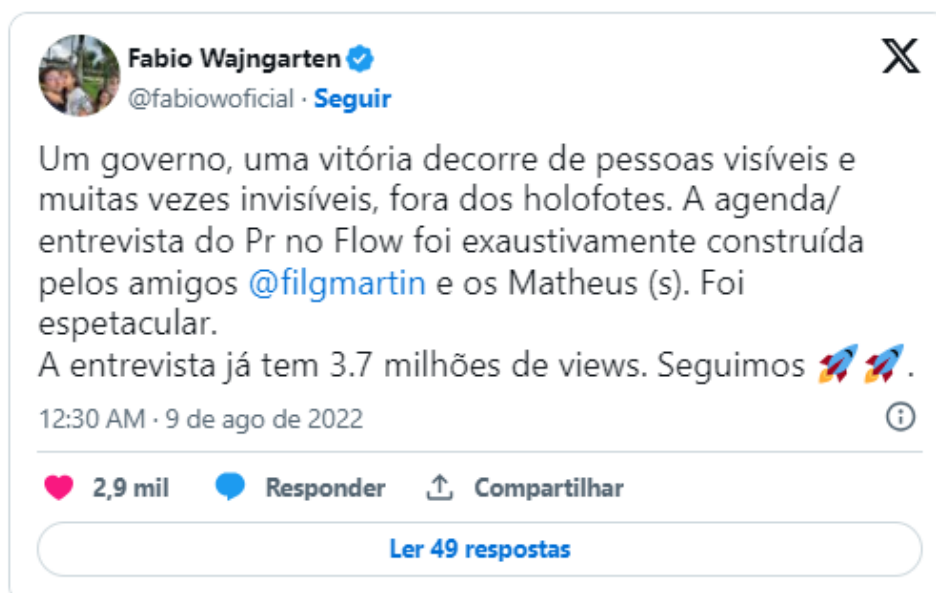 Fabio Wajngarten
@fabiowoficial · Seguir
Um governo, uma vitória decorre de pessoas visíveis e
muitas vezes invisíveis, fora dos holofotes. A agenda/
entrevista do Pr no Flow foi exaustivamente construída
pelos amigos @filgmartin e os Matheus (s). Foi
espetacular.
A entrevista já tem 3.7 milhões de views. Seguimos 🚀🚀.
12:30 AM · 9 de ago de 2022
2,9 mil Responder Compartilhar
Ler 49 respostas